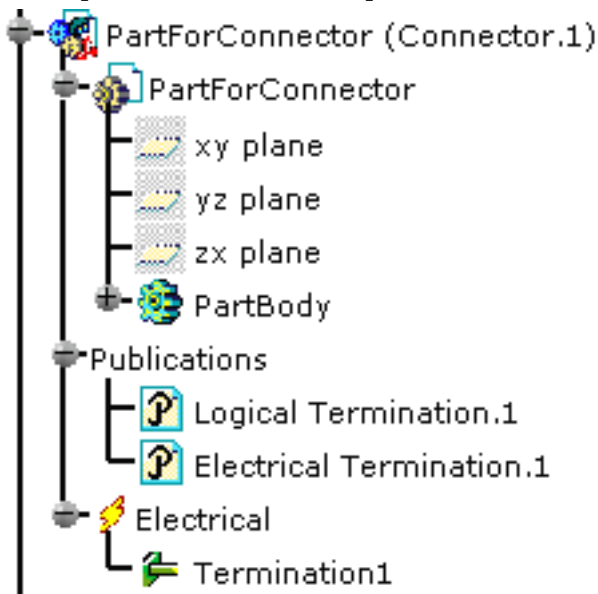 PartForConnector (Connector.1)
PartForConnector
xy plane
yz plane
zx plane
PartBody
Publications
Logical Termination.1
Electrical Termination.1
Electrical
Termination1